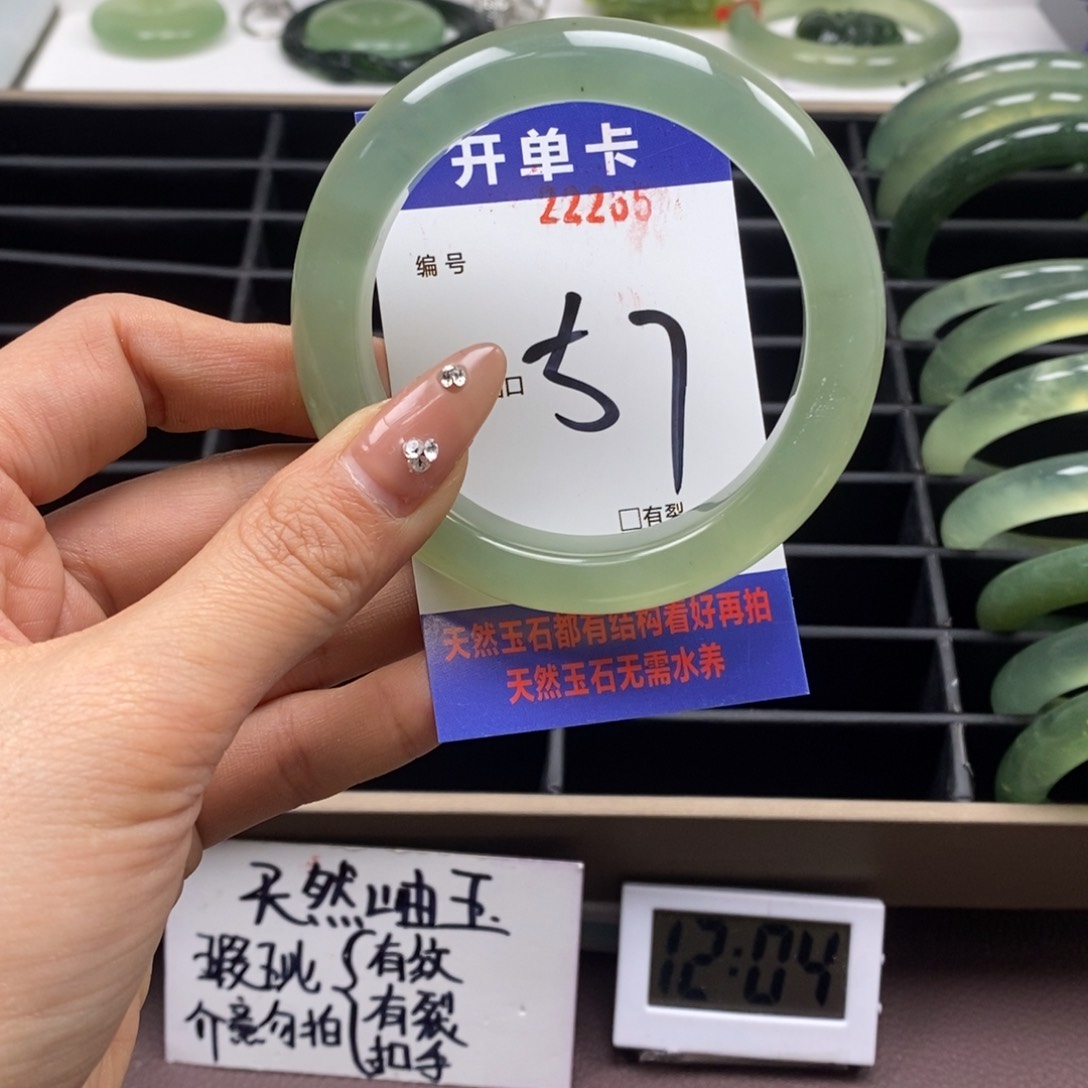 开单卡
22265
编号
57
口
□有裂
天然玉石都有结构看好再拍
天然玉石无需水养
天然岫玉
瑕玼 有纹
介意勿拍 有裂
扣手
12:04